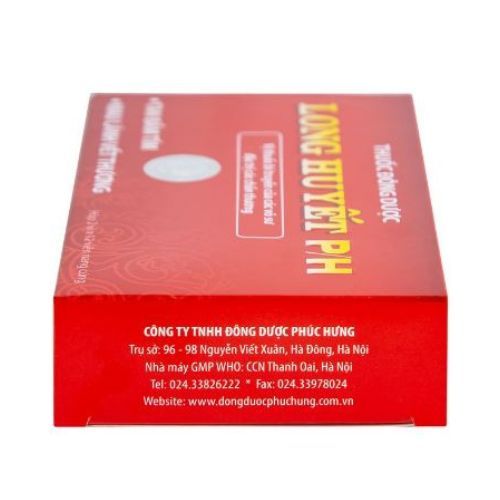 THUỐC ĐÔNG DƯỢC
LONG HUYẾT P/H
CÔNG TY TNHH ĐÔNG DƯỢC PHÚC HƯNG
Trụ sở: 96 - 98 Nguyễn Viết Xuân, Hà Đông, Hà Nội
Nhà máy GMP WHO: CCN Thanh Oai, Hà Nội
Tel: 024.33826222 * Fax: 024.33978024
Website: www.dongduocphuchung.com.vn